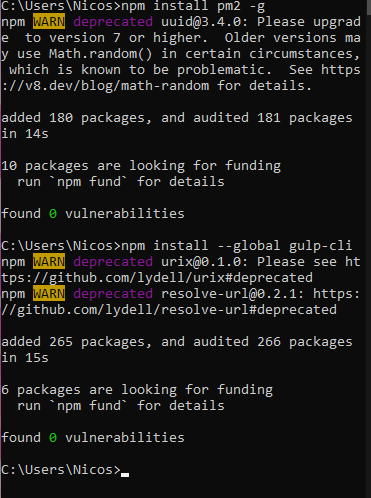 C:\Users\Nicos>npm install pm2 -g
npm WARN deprecated uuid@3.4.0: Please upgrad
e  to version 7 or higher.  Older versions ma
y use Math.random() in certain circumstances,
 which is known to be problematic.  See https
://v8.dev/blog/math-random for details.
added 180 packages, and audited 181 packages
in 14s
10 packages are looking for funding
  run `npm fund` for details
found 0 vulnerabilities
C:\Users\Nicos>npm install --global gulp-cli
npm WARN deprecated urix@0.1.0: Please see ht
tps://github.com/lydell/urix#deprecated
npm WARN deprecated resolve-url@0.2.1: https:
//github.com/lydell/resolve-url#deprecated
added 265 packages, and audited 266 packages
in 15s
6 packages are looking for funding
  run `npm fund` for details
found 0 vulnerabilities
C:\Users\Nicos>